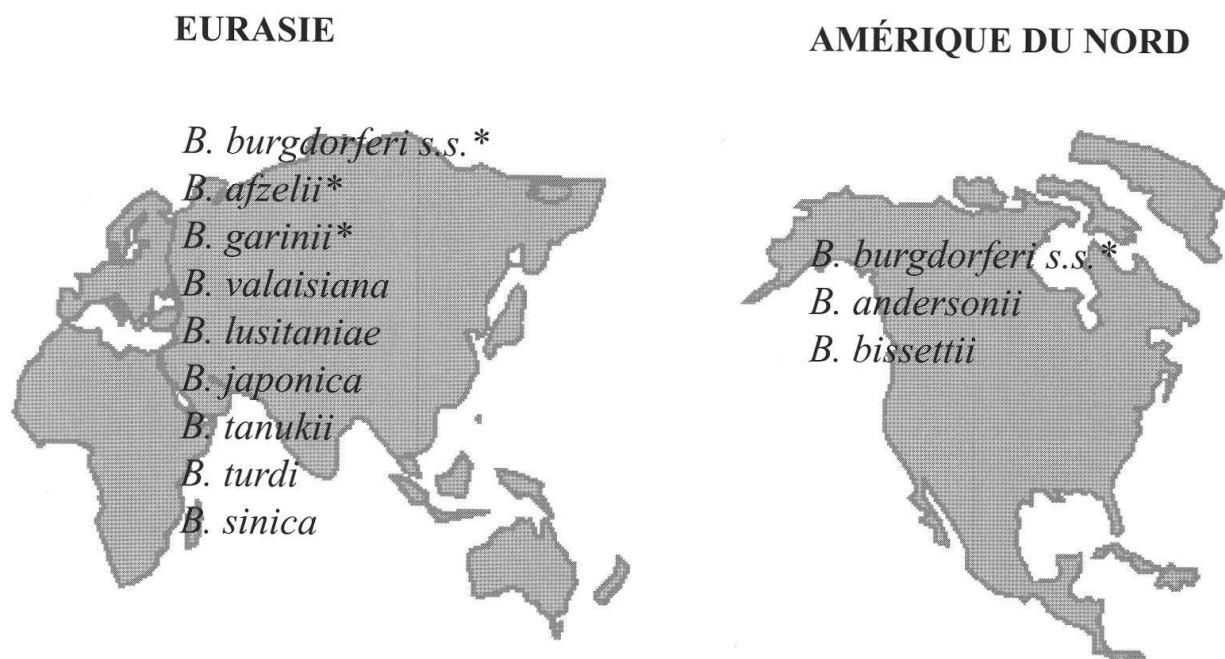 EURASIE
B. burgdorferi s.s.*
B. afzelii*
B. garinii*
B. valaisiana
B. lusitaniae
B. japonica
B. tanukii
B. turdi
B. sinica
AMÉRIQUE DU NORD
B. burgdorferi s.s.*
B. andersonii
B. bissettii